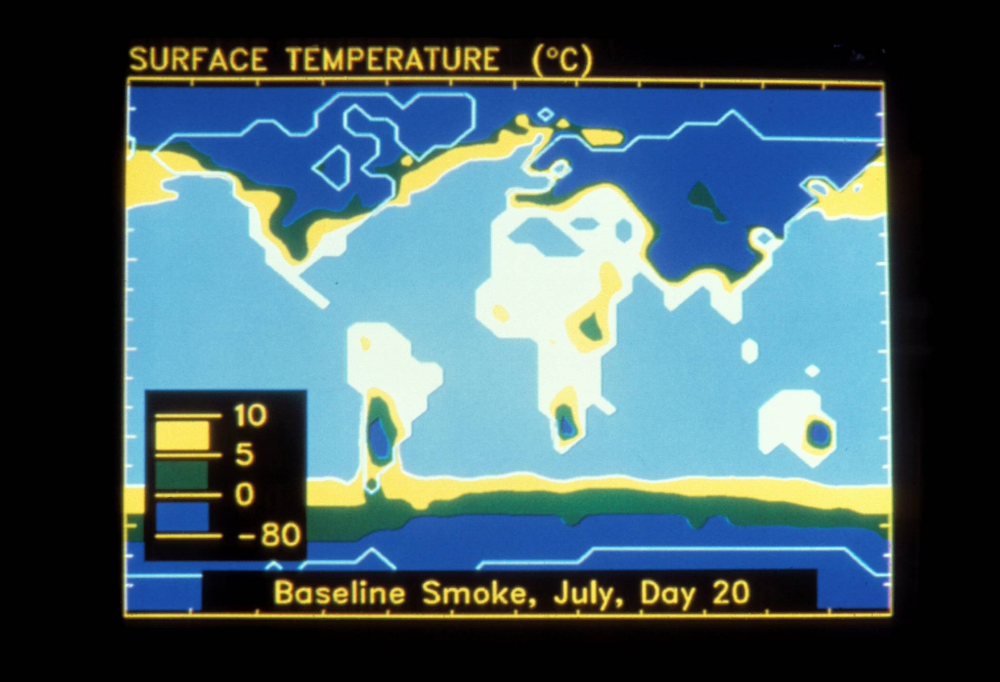 SURFACE TEMPERATURE (°C)
10
5
0
-80
Baseline Smoke, July, Day 20